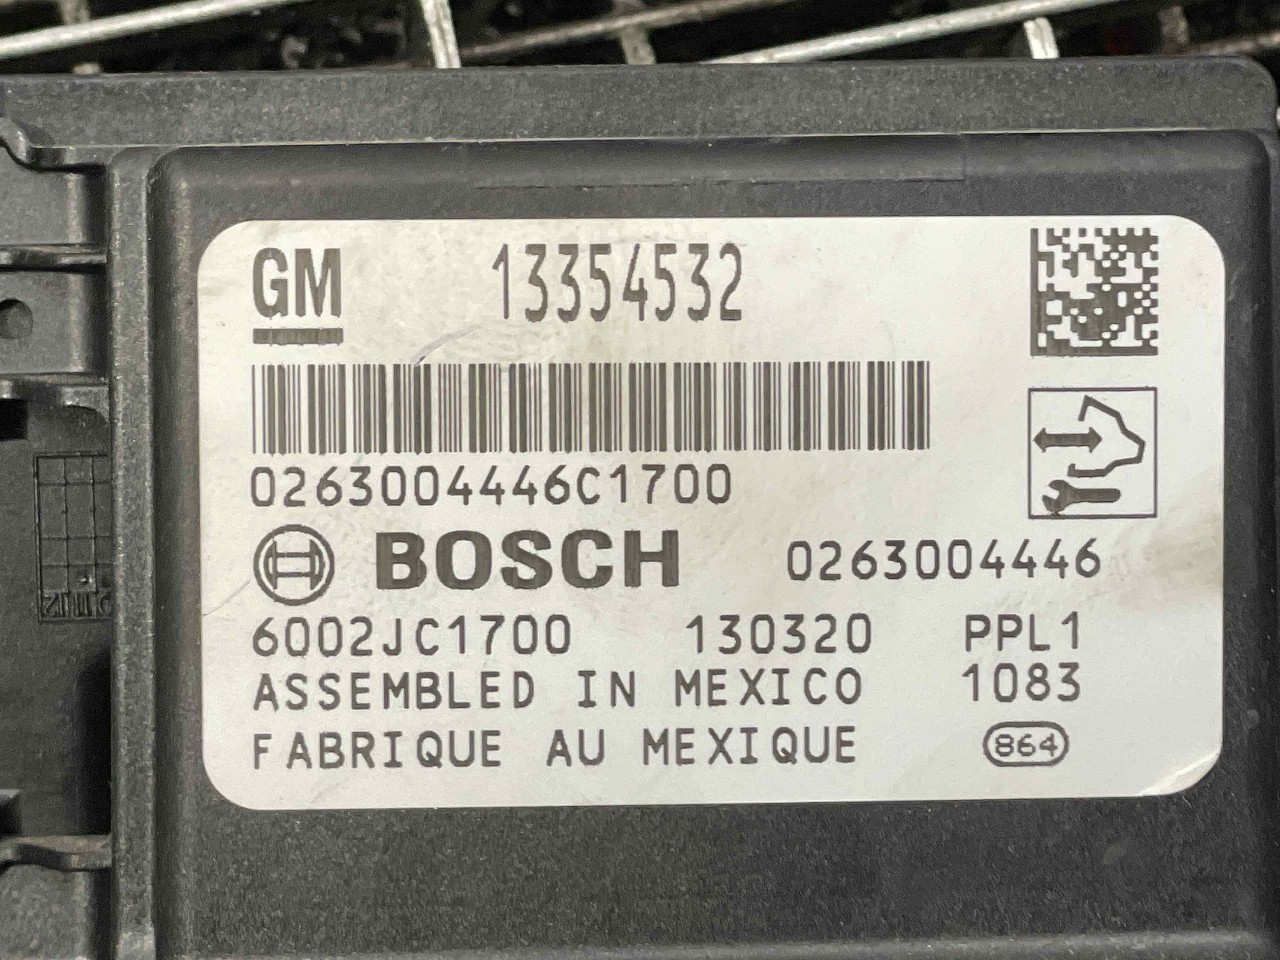 GM 13354532
0263004446C1700
BOSCH 0263004446
6002JC1700 130320 PPL1
ASSEMBLED IN MEXICO 1083
FABRIQUE AU MEXIQUE 864